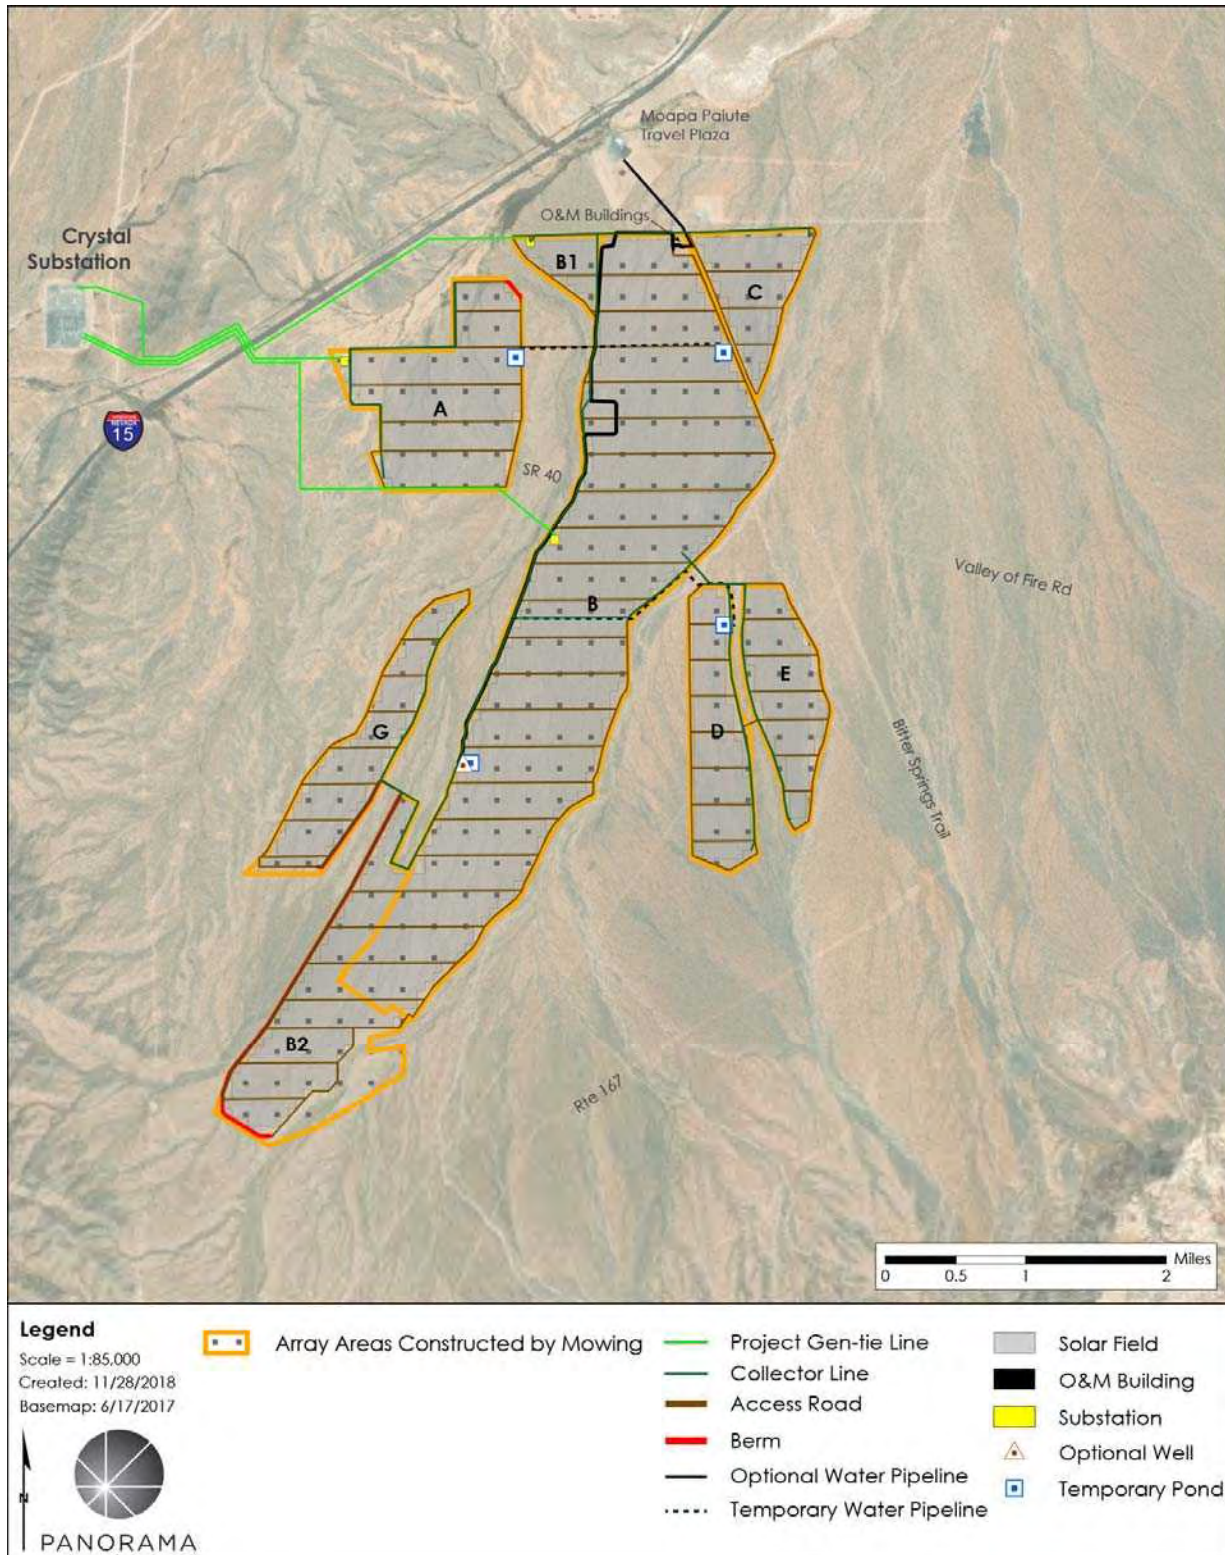 Moapa Paiute
Travel Plaza
O&M Buildings
Crystal
Substation
B1
C
A
NEVADA
15
SR 40
Valley of Fire Rd
B
E
G
D
Bitter Springs Trail
B2
Rte 167
Miles
0 0.5 1 2
Legend
Scale = 1:85,000
Created: 11/28/2018
Basemap: 6/17/2017
N
PANORAMA
Array Areas Constructed by Mowing
Project Gen-tie Line
Collector Line
Access Road
Berm
Optional Water Pipeline
Temporary Water Pipeline
Solar Field
O&M Building
Substation
Optional Well
Temporary Pond